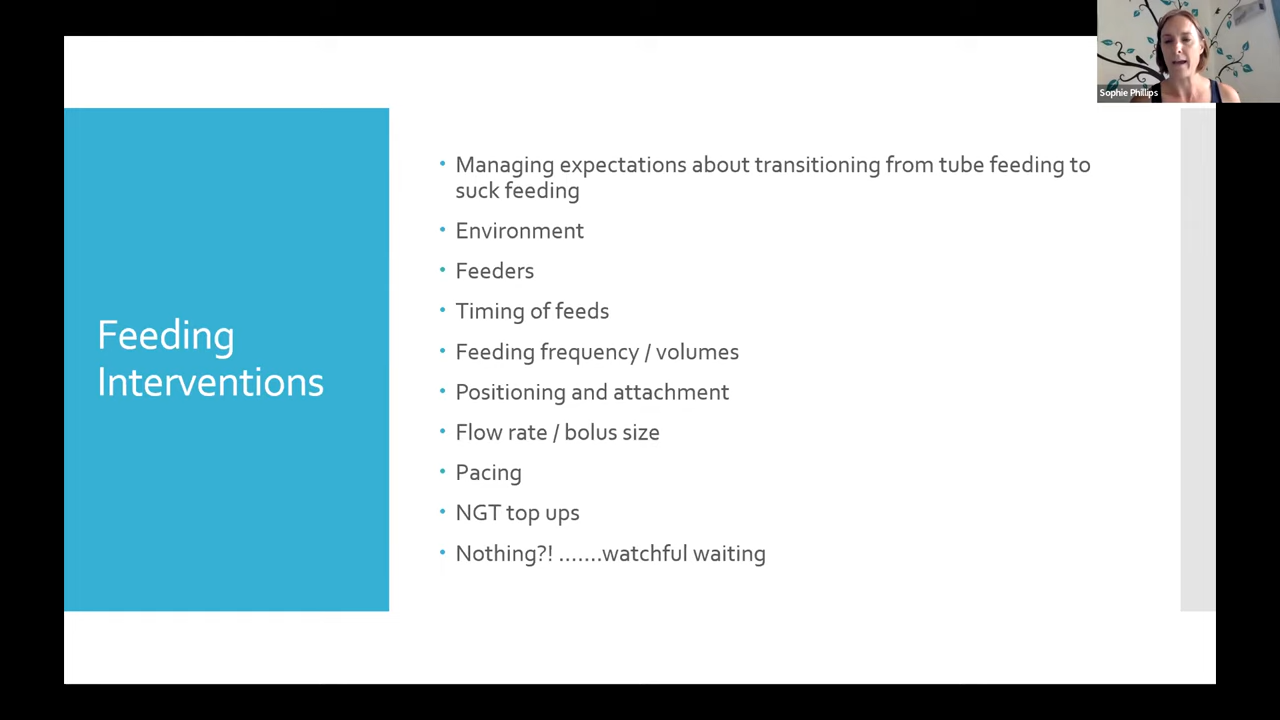 Sophie Phillips
Feeding
Interventions
• Managing expectations about transitioning from tube feeding to
suck feeding
• Environment
• Feeders
• Timing of feeds
• Feeding frequency / volumes
• Positioning and attachment
• Flow rate / bolus size
• Pacing
• NGT top ups
• Nothing?! .......watchful waiting